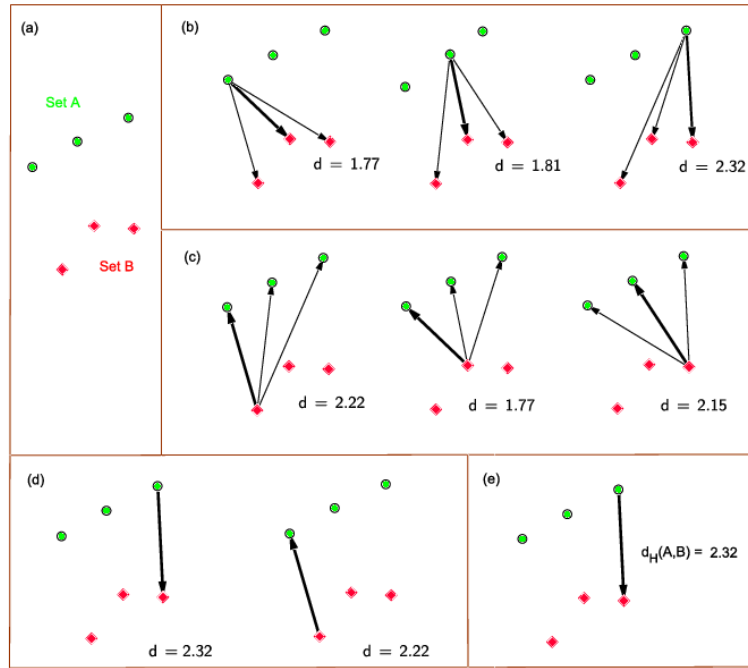 (a)
Set A
Set B
(b)
d = 1.77
d = 1.81
d = 2.32
(c)
d = 2.22
d = 1.77
d = 2.15
(d)
d = 2.32
d = 2.22
(e)
dH(A,B) = 2.32